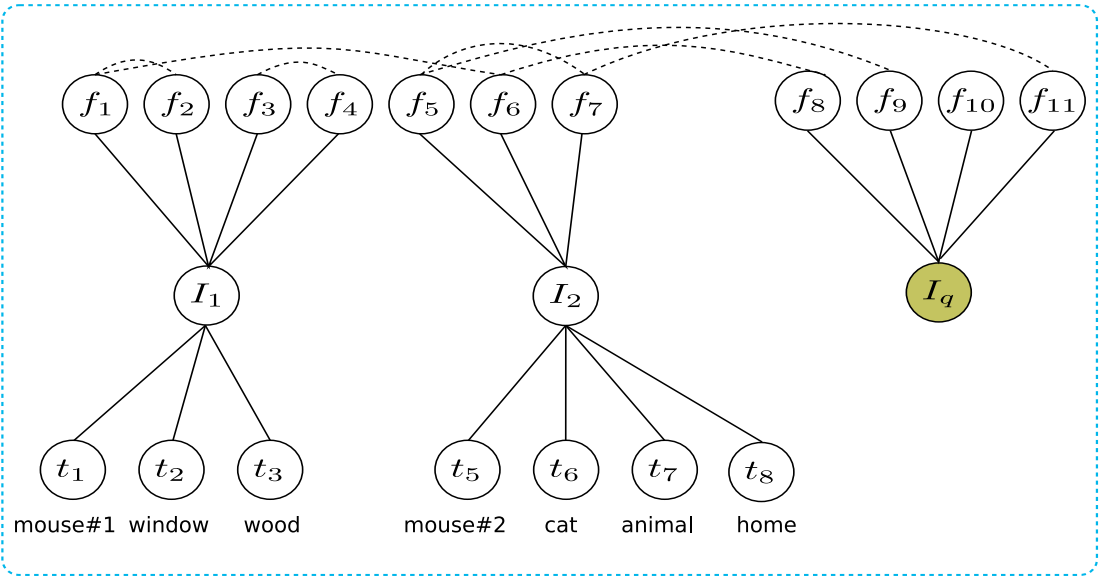 f₁ f₂ f₃ f₄ f₅ f₆ f₇ f₈ f₉ f₁₀ f₁₁
I₁ I₂ I_q
t₁ t₂ t₃ t₅ t₆ t₇ t₈
mouse#1 window wood mouse#2 cat animal home